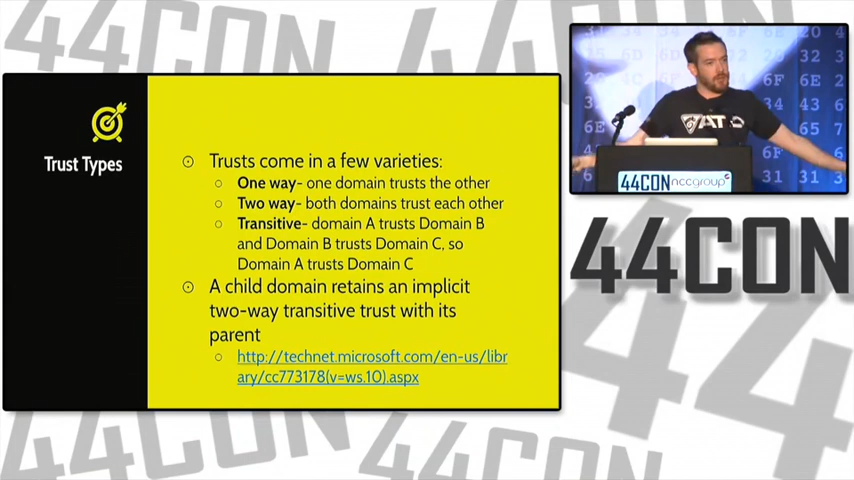 Trust Types
⊙ Trusts come in a few varieties:
○ One way- one domain trusts the other
○ Two way- both domains trust each other
○ Transitive- domain A trusts Domain B
and Domain B trusts Domain C, so
Domain A trusts Domain C
⊙ A child domain retains an implicit
two-way transitive trust with its
parent
○ http://technet.microsoft.com/en-us/libr
ary/cc773178(v=ws.10).aspx
44CON nccgroup
44CON